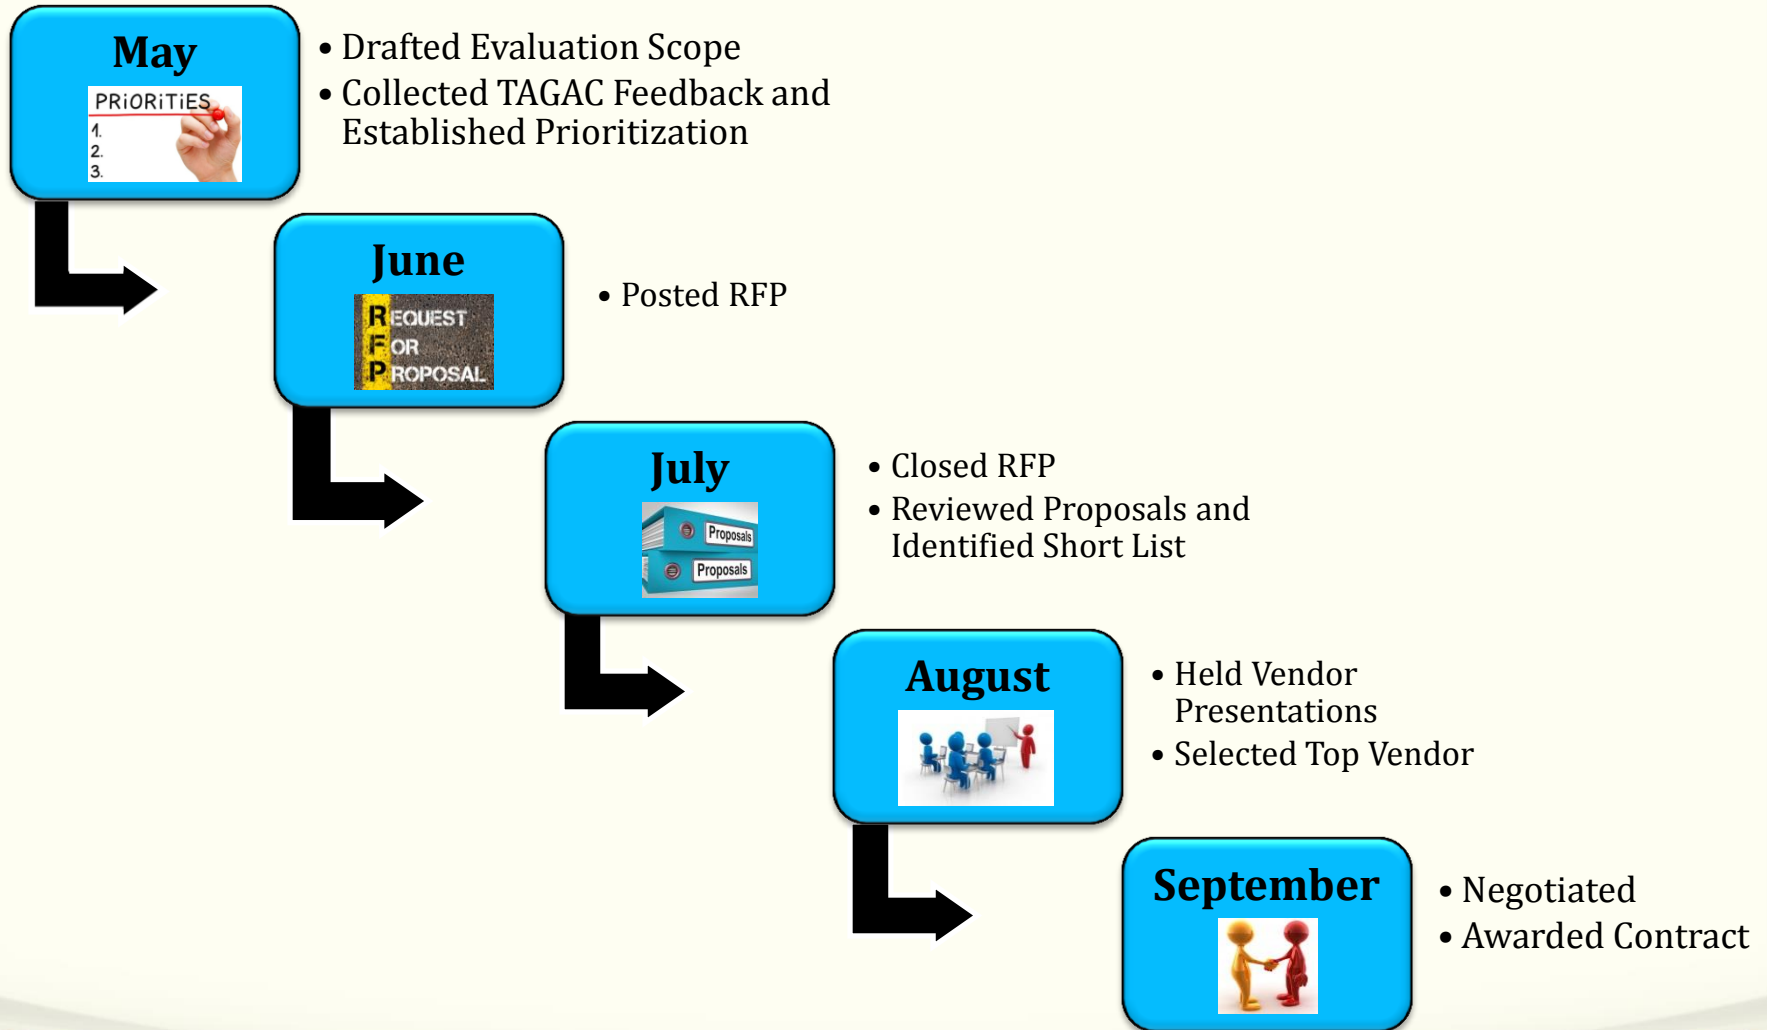 May
PRiORiTiES
1.
2.
3.
• Drafted Evaluation Scope
• Collected TAGAC Feedback and
Established Prioritization
June
REQUEST
FOR
PROPOSAL
• Posted RFP
July
Proposals
Proposals
• Closed RFP
• Reviewed Proposals and
Identified Short List
August
• Held Vendor
Presentations
• Selected Top Vendor
September
• Negotiated
• Awarded Contract